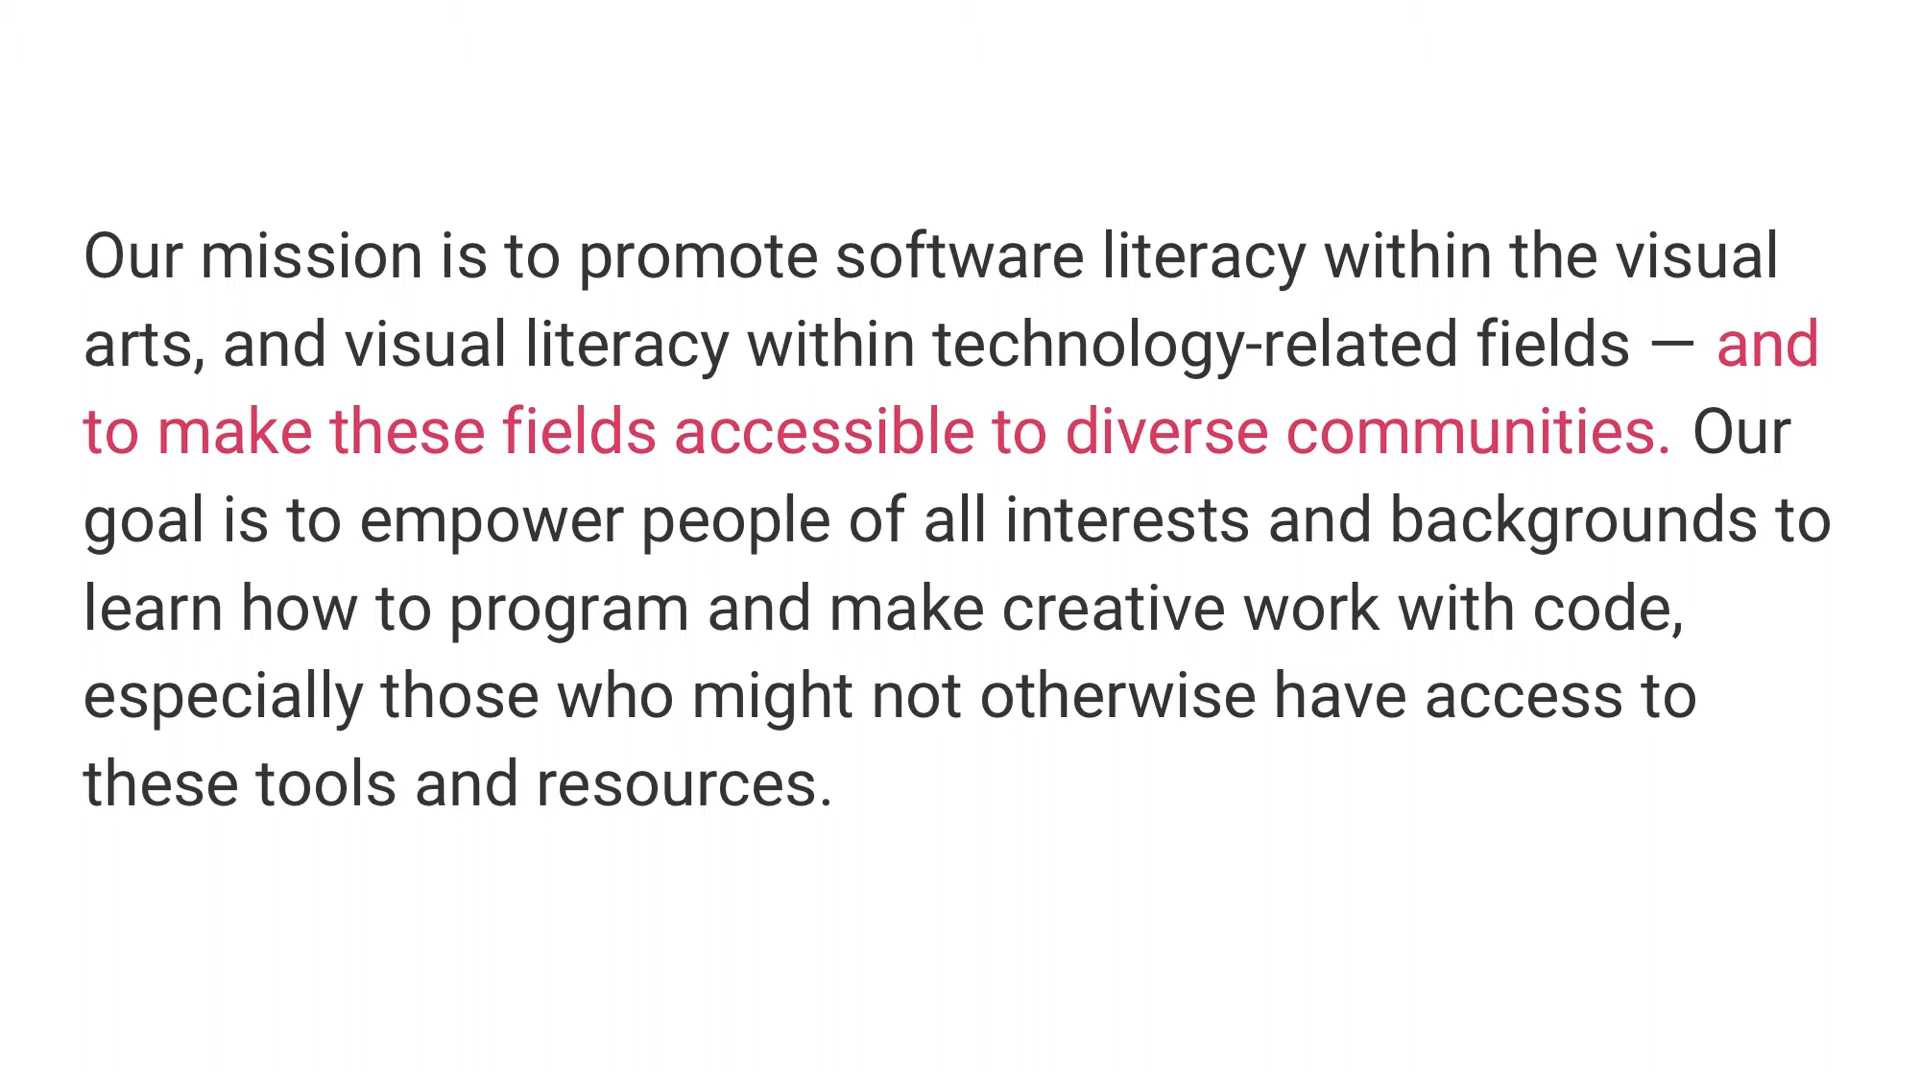 Our mission is to promote software literacy within the visual
arts, and visual literacy within technology-related fields — and
to make these fields accessible to diverse communities. Our
goal is to empower people of all interests and backgrounds to
learn how to program and make creative work with code,
especially those who might not otherwise have access to
these tools and resources.